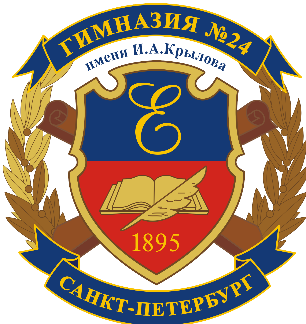 ГИМНАЗИЯ №24
имени И.А.Крылова
Е
1895
САНКТ-ПЕТЕРБУРГ